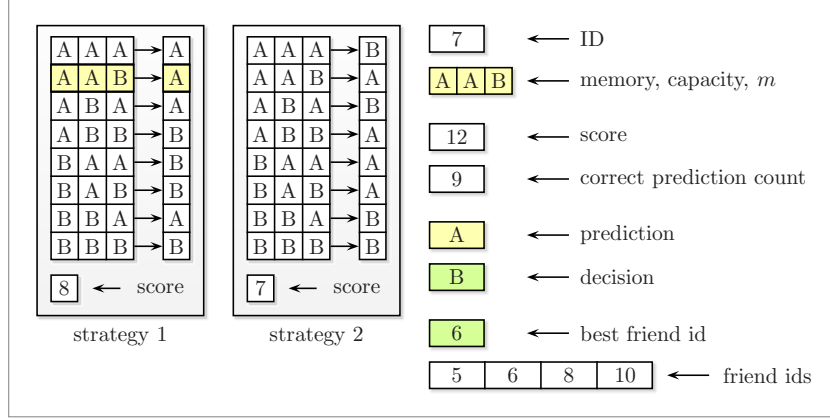 A A A A
A A B A
A B A A
A B B B
B A A B
B A B B
B B A A
B B B B
8 score
strategy 1
A A A B
A A B A
A B A B
A B B A
B A A A
B A B A
B B A B
B B B B
7 score
strategy 2
7 ID
A A B memory, capacity, m
12 score
9 correct prediction count
A prediction
B decision
6 best friend id
5 6 8 10 friend ids